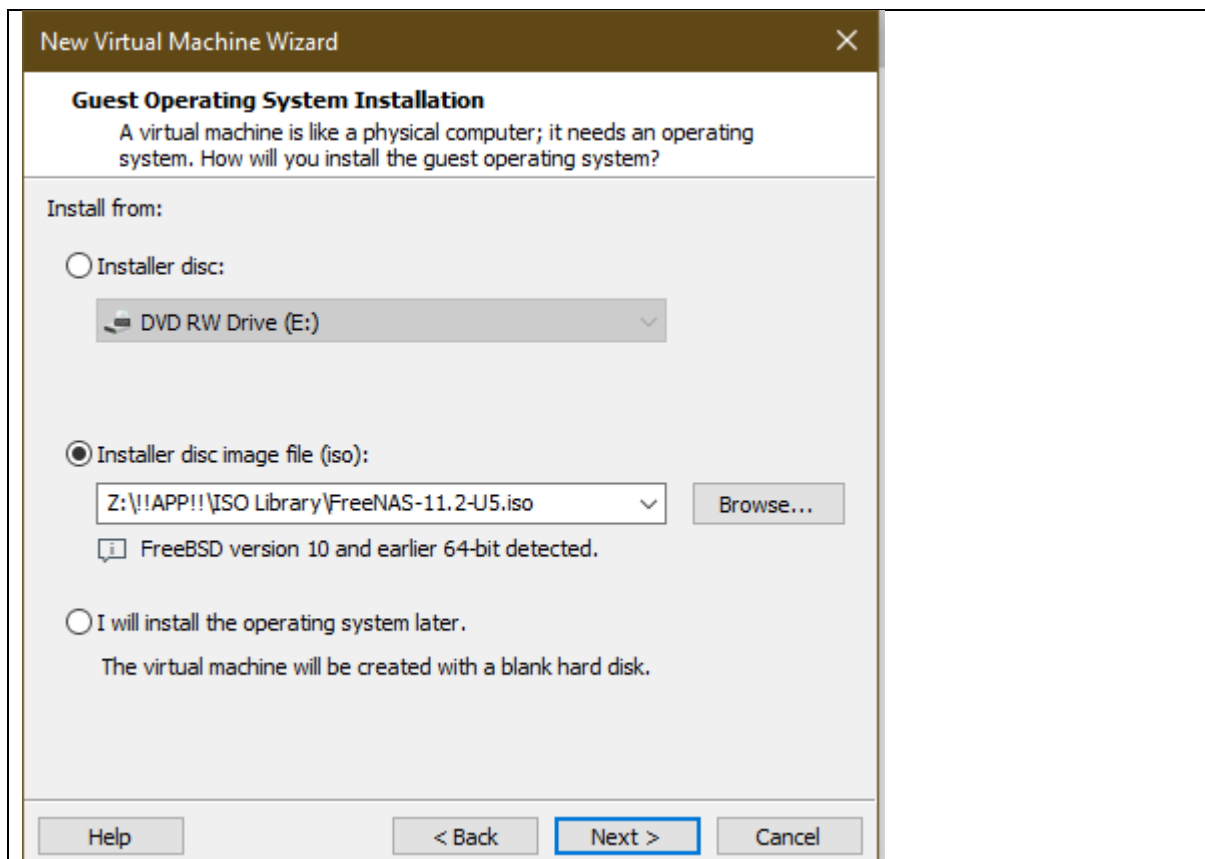 New Virtual Machine Wizard
Guest Operating System Installation
A virtual machine is like a physical computer; it needs an operating
system. How will you install the guest operating system?
Install from:
Installer disc:
DVD RW Drive (E:)
Installer disc image file (iso):
Z:\!!APP!!\ISO Library\FreeNAS-11.2-U5.iso
Browse...
FreeBSD version 10 and earlier 64-bit detected.
I will install the operating system later.
The virtual machine will be created with a blank hard disk.
Help
< Back
Next >
Cancel